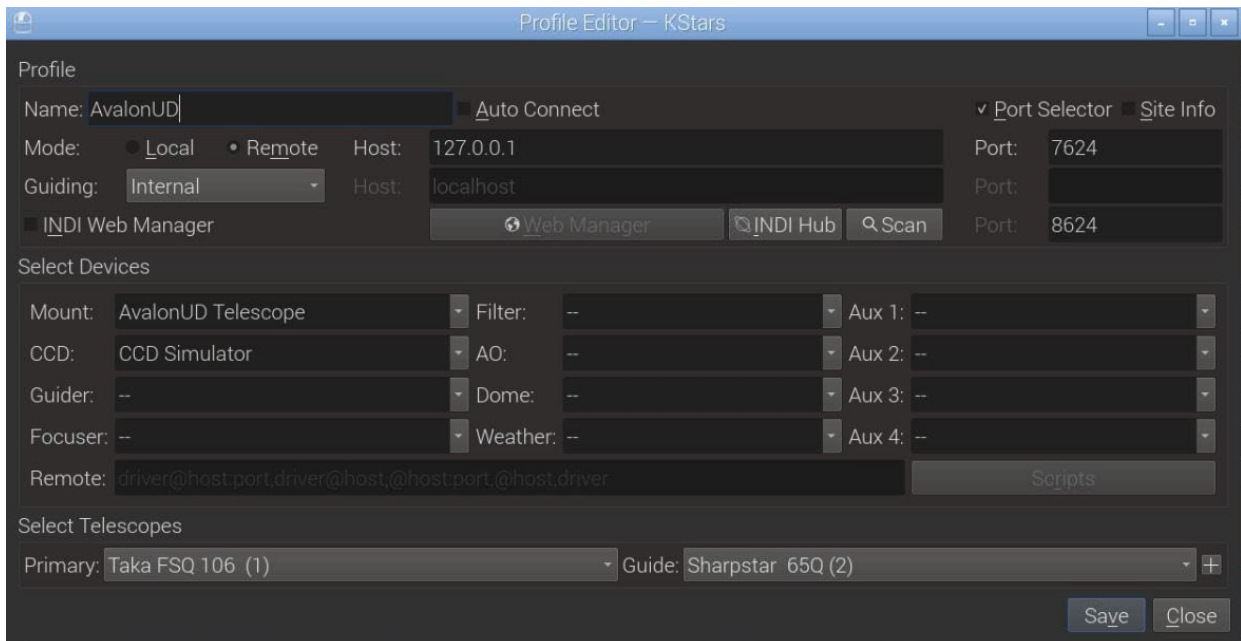 Profile Editor — KStars
Profile
Name: AvalonUD Auto Connect Port Selector Site Info
Mode: Local Remote Host: 127.0.0.1 Port: 7624
Guiding: Internal Host: localhost Port:
INDI Web Manager Web Manager INDI Hub Scan Port: 8624
Select Devices
Mount: AvalonUD Telescope Filter: -- Aux 1: --
CCD: CCD Simulator AO: -- Aux 2: --
Guider: -- Dome: -- Aux 3: --
Focuser: -- Weather: -- Aux 4: --
Remote: driver@host:port,driver@host,@host:port,@host,driver Scripts
Select Telescopes
Primary: Taka FSQ 106 (1) Guide: Sharpstar 65Q (2)
Save Close